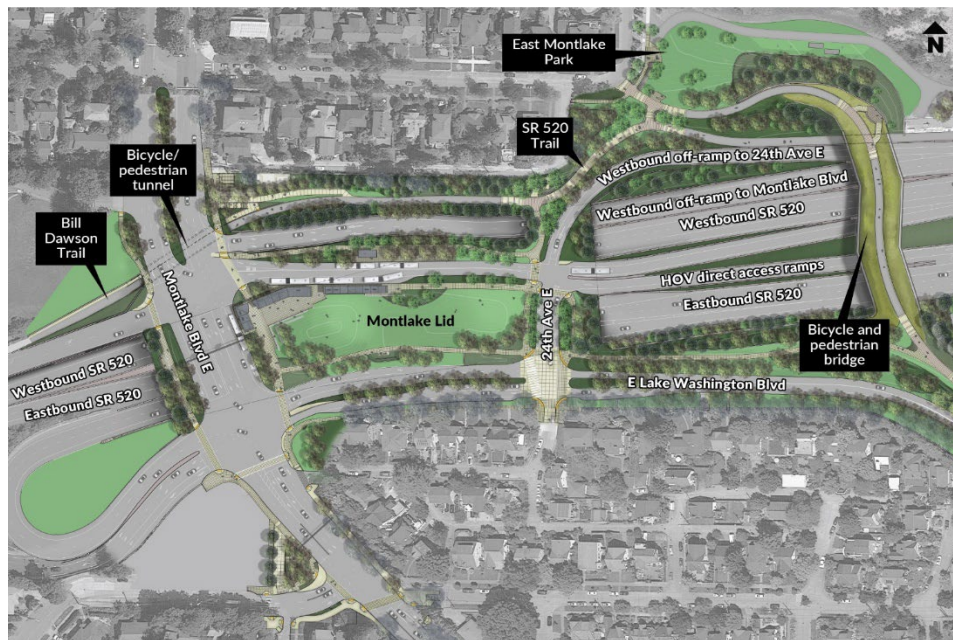 East Montlake
Park
N
SR 520
Trail
Westbound off-ramp to 24th Ave E
Bicycle/
pedestrian
tunnel
Westbound off-ramp to Montlake Blvd
Westbound SR 520
Bill
Dawson
Trail
Montlake Blvd E
HOV direct access ramps
Eastbound SR 520
Montlake Lid
24th Ave E
Bicycle and
pedestrian
bridge
Westbound SR 520
Eastbound SR 520
E Lake Washington Blvd